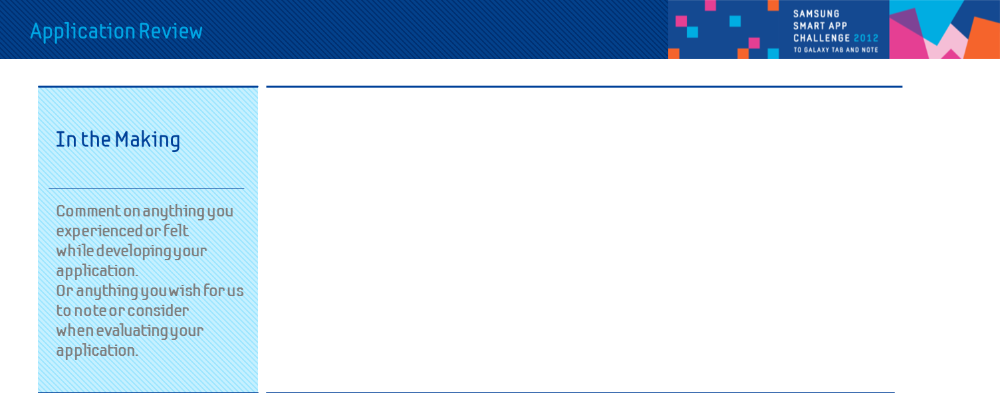 Application Review
SAMSUNG
SMART APP
CHALLENGE 2012
TO GALAXY TAB AND NOTE
In the Making
Comment on anything you
experienced or felt
while developing your
application.
Or anything you wish for us
to note or consider
when evaluating your
application.